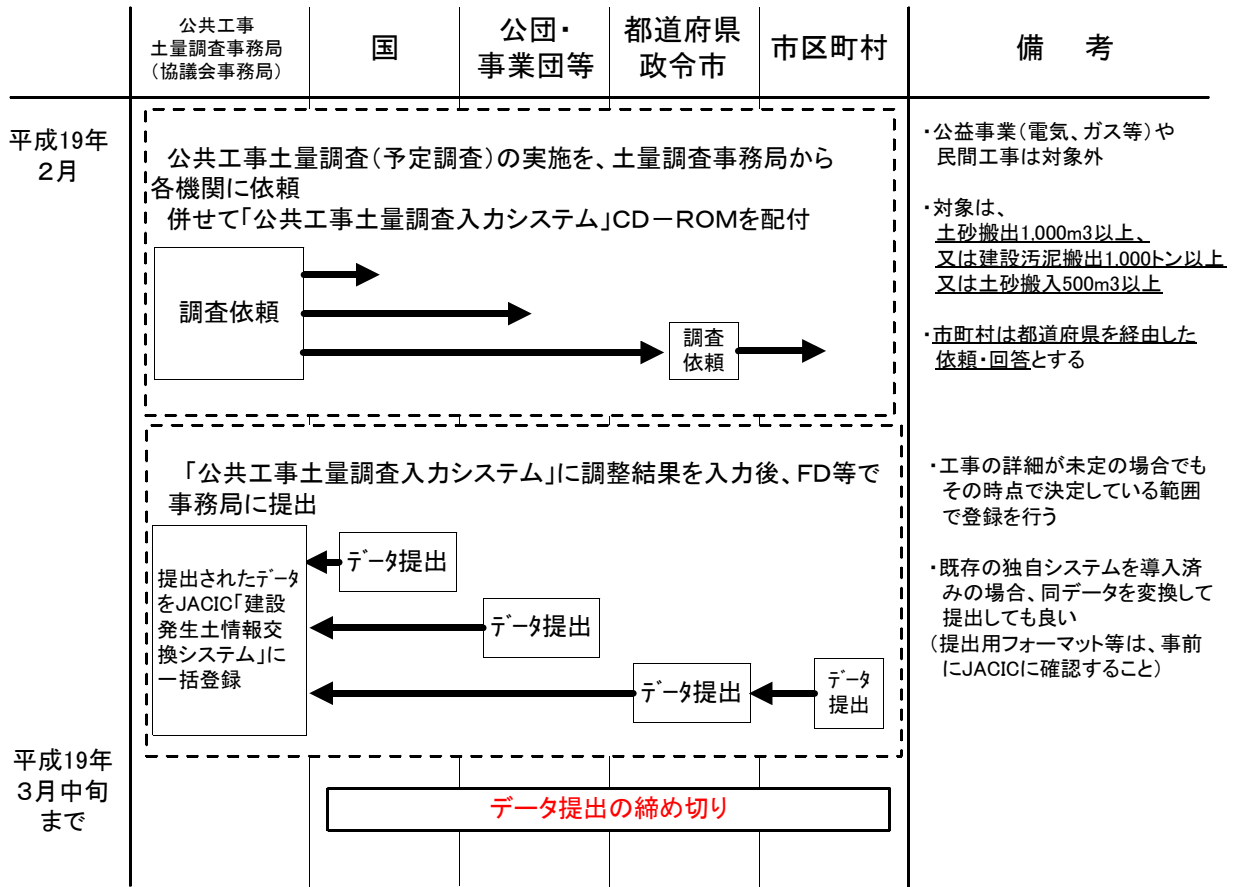 公共工事
土量調査事務局
（協議会事務局）
国
公団・
事業団等
都道府県
政令市
市区町村
備　考
平成19年
２月
公共工事土量調査（予定調査）の実施を、土量調査事務局から
各機関に依頼
併せて「公共工事土量調査入力システム」CD－ROMを配付
調査依頼
調査
依頼
・公益事業（電気、ガス等）や
民間工事は対象外
・対象は、
土砂搬出1,000m3以上、
又は建設汚泥搬出1,000トン以上
又は土砂搬入500m3以上
・市町村は都道府県を経由した
依頼・回答とする
「公共工事土量調査入力システム」に調整結果を入力後、FD等で
事務局に提出
提出されたデータ
をJACIC「建設
発生土情報交
換システム」に
一括登録
データ提出
データ提出
データ提出
データ
提出
・工事の詳細が未定の場合でも
その時点で決定している範囲
で登録を行う
・既存の独自システムを導入済
みの場合、同データを変換して
提出しても良い
（提出用フォーマット等は、事前
にJACICに確認すること）
平成19年
３月中旬
まで
データ提出の締め切り